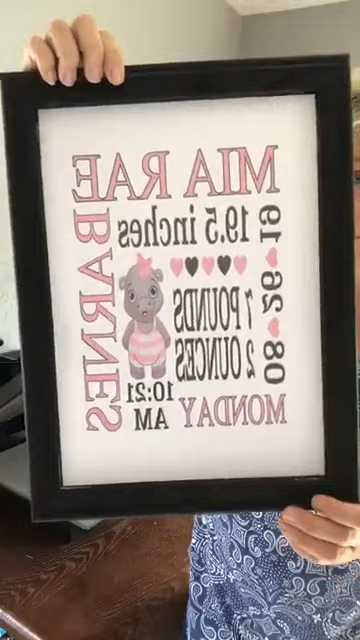 MIA RAE
BARNES
19.5 inches
08 ♥ 26 ♥ 19
7 POUNDS
2 OUNCES
10:21
AM
MONDAY